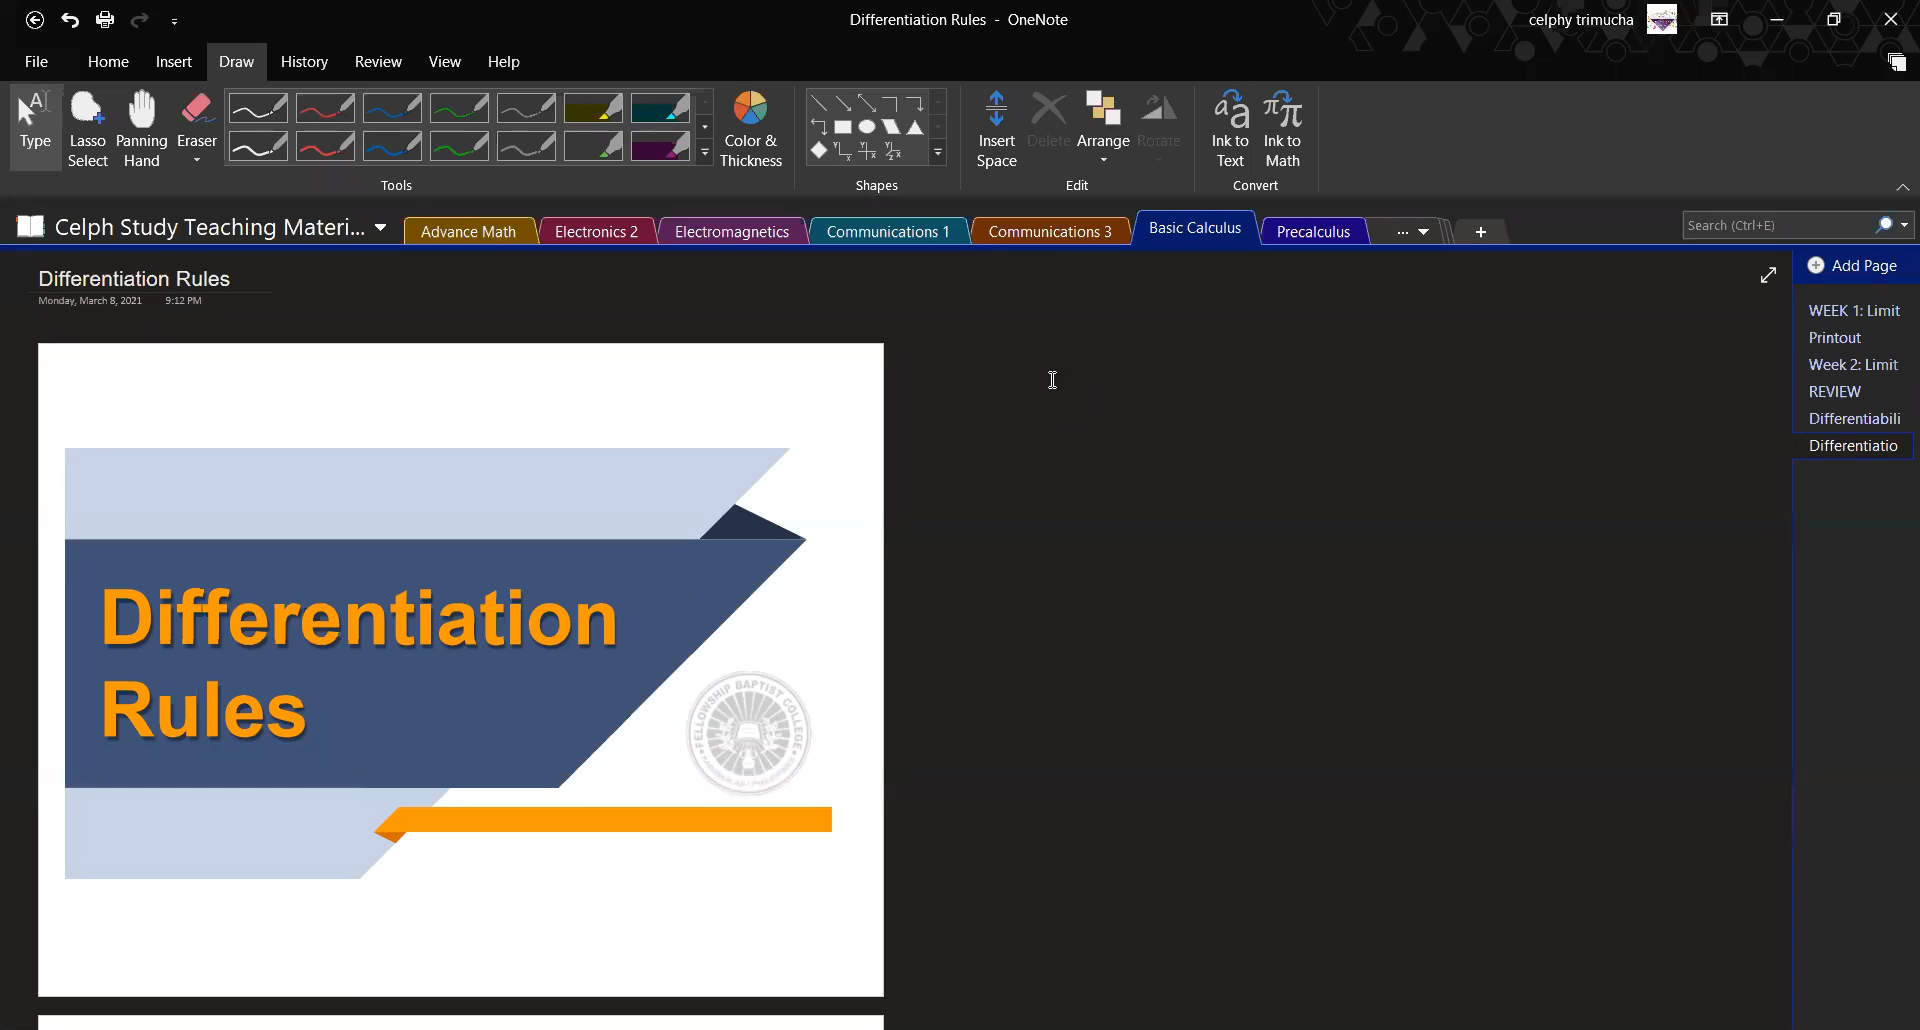 Differentiation Rules - OneNote
celphy trimucha
File Home Insert Draw History Review View Help
Type
Lasso Select
Panning Hand
Eraser
Color & Thickness
Insert Space
Delete
Arrange
Rotate
Ink to Text
Ink to Math
Tools
Shapes
Edit
Convert
Celph Study Teaching Materi...
Advance Math
Electronics 2
Electromagnetics
Communications 1
Communications 3
Basic Calculus
Precalculus
...
+
Search (Ctrl+E)
Differentiation Rules
Monday, March 8, 2021 9:12 PM
Add Page
WEEK 1: Limit
Printout
Week 2: Limit
REVIEW
Differentiabili
Differentiatio
Differentiation
Rules
FELLOWSHIP BAPTIST COLLEGE